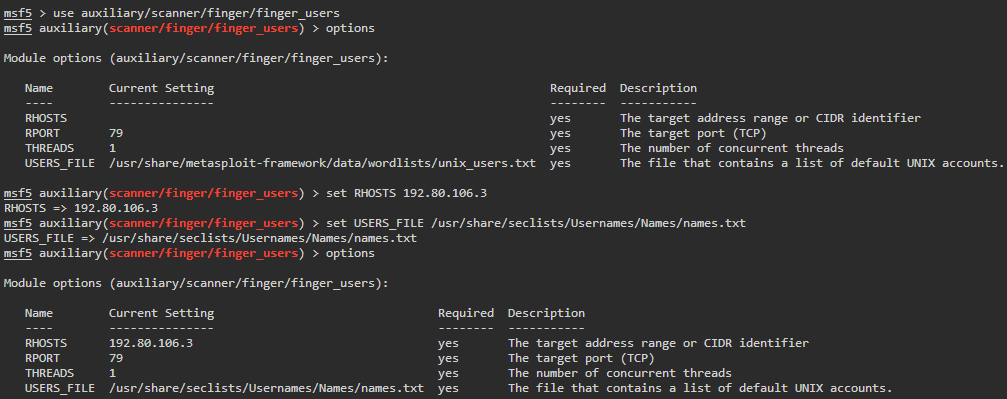 msf5 > use auxiliary/scanner/finger/finger_users
msf5 auxiliary(scanner/finger/finger_users) > options
Module options (auxiliary/scanner/finger/finger_users):
Name Current Setting Required Description
---- --------------- -------- -----------
RHOSTS yes The target address range or CIDR identifier
RPORT 79 yes The target port (TCP)
THREADS 1 yes The number of concurrent threads
USERS_FILE /usr/share/metasploit-framework/data/wordlists/unix_users.txt yes The file that contains a list of default UNIX accounts.
msf5 auxiliary(scanner/finger/finger_users) > set RHOSTS 192.80.106.3
RHOSTS => 192.80.106.3
msf5 auxiliary(scanner/finger/finger_users) > set USERS_FILE /usr/share/seclists/Usernames/Names/names.txt
USERS_FILE => /usr/share/seclists/Usernames/Names/names.txt
msf5 auxiliary(scanner/finger/finger_users) > options
Module options (auxiliary/scanner/finger/finger_users):
Name Current Setting Required Description
---- --------------- -------- -----------
RHOSTS 192.80.106.3 yes The target address range or CIDR identifier
RPORT 79 yes The target port (TCP)
THREADS 1 yes The number of concurrent threads
USERS_FILE /usr/share/seclists/Usernames/Names/names.txt yes The file that contains a list of default UNIX accounts.